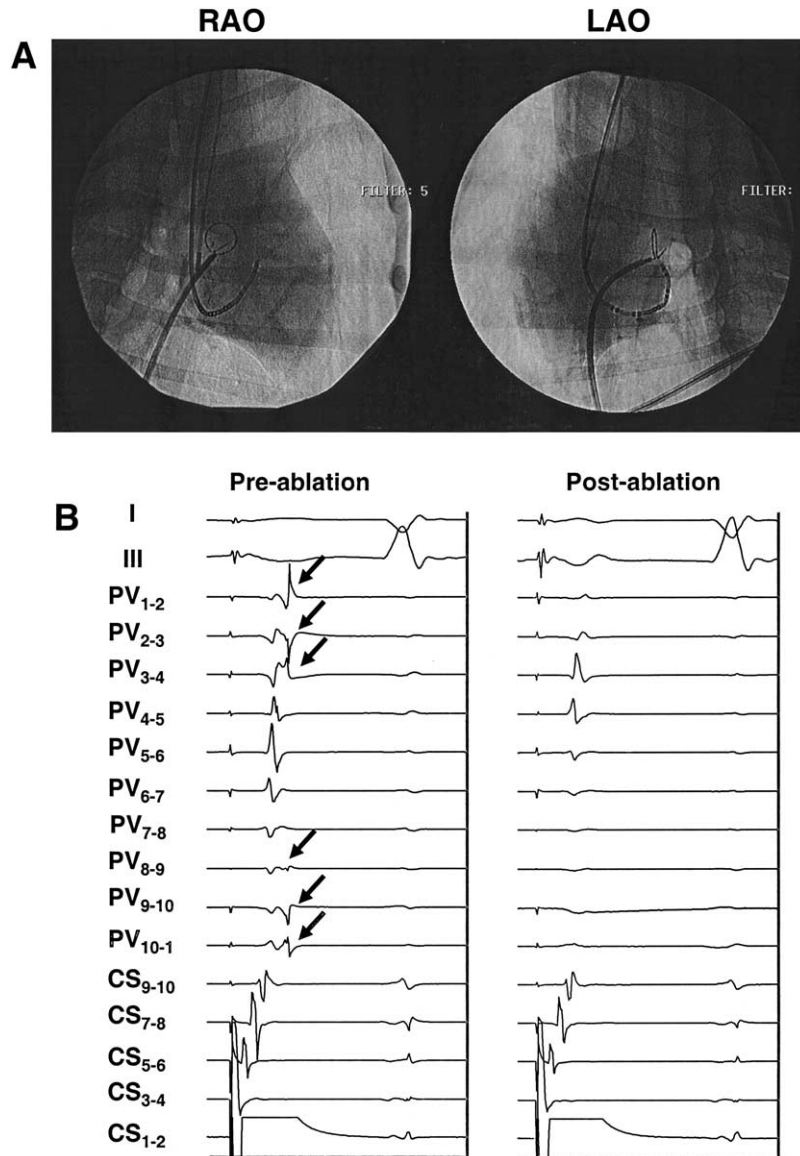 RAO LAO
A
FILTER: 5 FILTER:
Pre-ablation Post-ablation
B
I
III
PV1-2
PV2-3
PV3-4
PV4-5
PV5-6
PV6-7
PV7-8
PV8-9
PV9-10
PV10-1
CS9-10
CS7-8
CS5-6
CS3-4
CS1-2